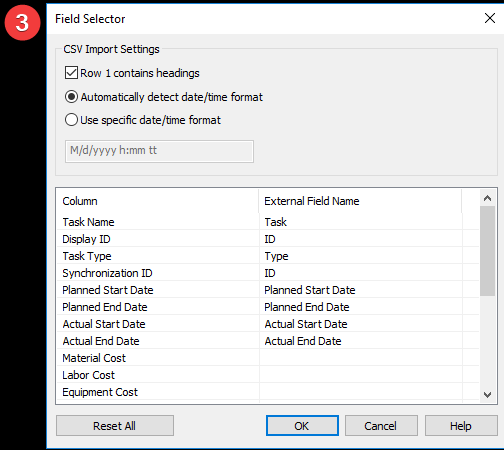 3
Field Selector
CSV Import Settings
Row 1 contains headings
Automatically detect date/time format
Use specific date/time format
M/d/yyyy h:mm tt
Column External Field Name
Task Name Task
Display ID ID
Task Type Type
Synchronization ID ID
Planned Start Date Planned Start Date
Planned End Date Planned End Date
Actual Start Date Actual Start Date
Actual End Date Actual End Date
Material Cost
Labor Cost
Equipment Cost
Reset All OK Cancel Help